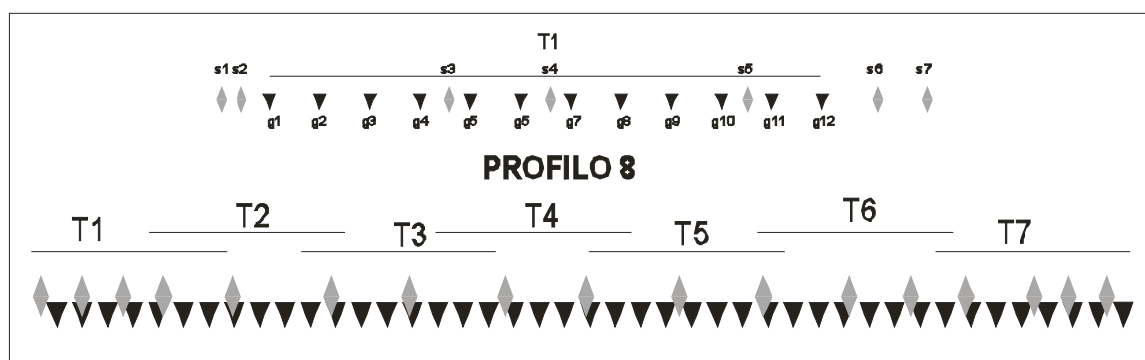 T1
s1 s2 s3 s4 s5 s6 s7
g1 g2 g3 g4 g5 g5 g7 g8 g9 g10 g11 g12
PROFILO 8
T1 T2 T3 T4 T5 T6 T7